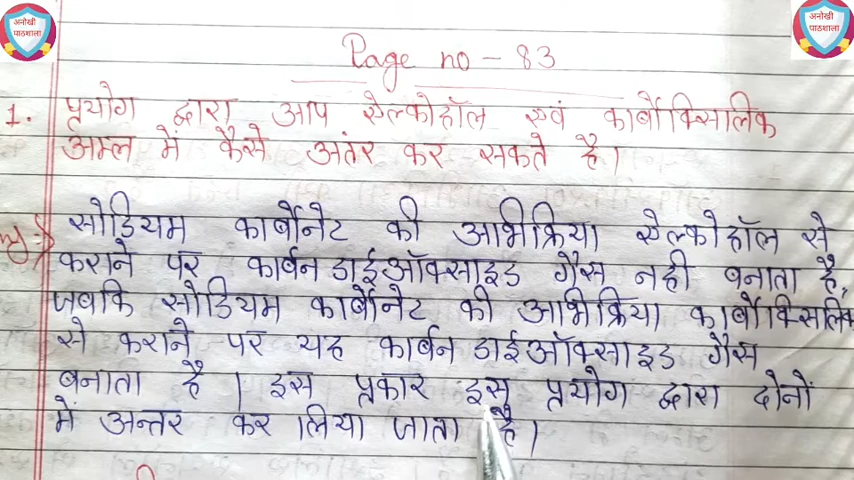 अनोखी
पाठशाला
अनोखी
पाठशाला
Page no - 83
1. प्रयोग द्वारा आप ऐल्कोहॉल एवं कार्बोक्सिलिक
अम्ल में कैसे अंतर कर सकते है।
सोडियम कार्बोनेट की अभिक्रिया ऐल्कोहॉल से
कराने पर कार्बन डाईऑक्साइड गैस नही बनाता है,
जबकि सोडियम कार्बोनेट की अभिक्रिया कार्बोक्सिलिक
से कराने पर यह कार्बन डाईऑक्साइड गैस
बनाता है। इस प्रकार इस प्रयोग द्वारा दोनों
में अन्तर कर लिया जाता है।